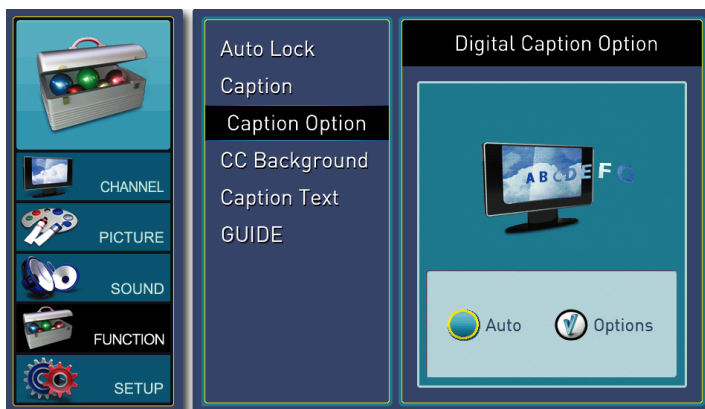 CHANNEL
PICTURE
SOUND
FUNCTION
SETUP
Auto Lock
Caption
Caption Option
CC Background
Caption Text
GUIDE
Digital Caption Option
ABCDEFG
Auto
Options